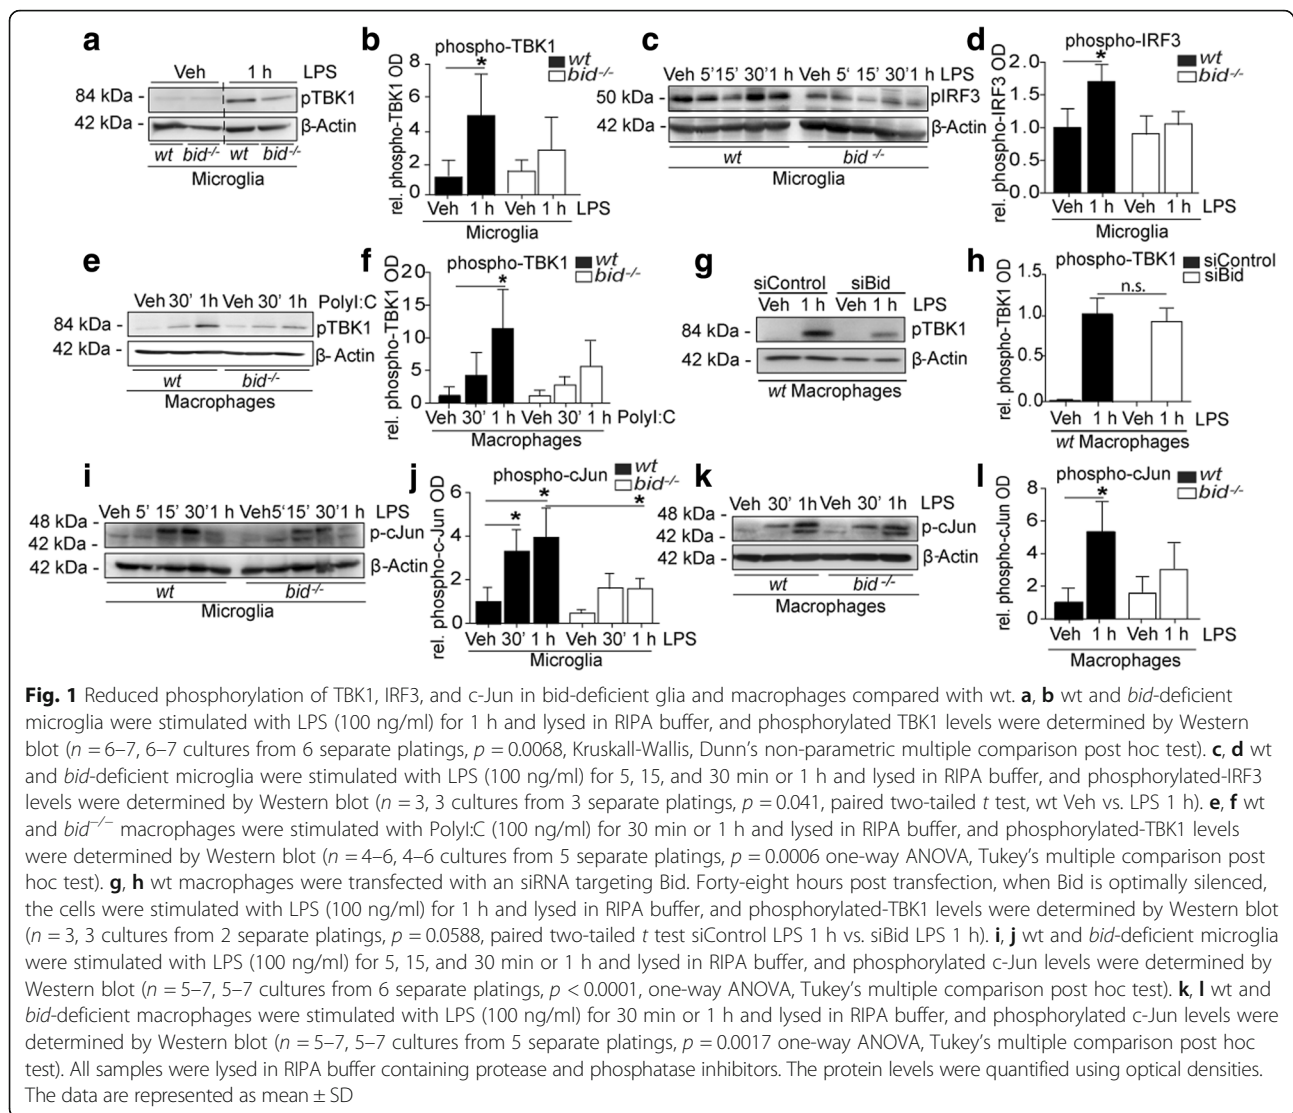 a
Veh 1 h LPS
84 kDa - pTBK1
42 kDa - β-Actin
wt bid-/- wt bid-/-
Microglia
b
phospho-TBK1
wt
bid-/-
*
rel. phospho-TBK1 OD
8
6
4
2
0
Veh 1 h Veh 1 h LPS
Microglia
c
Veh 5'15' 30'1 h Veh 5' 15' 30'1 h LPS
50 kDa - pIRF3
42 kDa - β-Actin
wt bid -/-
Microglia
d
phospho-IRF3
wt
bid-/-
*
rel. phospho-IRF3 OD
2.0
1.5
1.0
1.0
0.0
Veh 1 h Veh 1 h LPS
Microglia
e
Veh 30' 1h Veh 30' 1h PolyI:C
84 kDa - pTBK1
42 kDa - β- Actin
wt bid-/-
Macrophages
f
phospho-TBK1
wt
bid-/-
*
rel. phospho-TBK1 OD
20
15
10
5
0
Veh 30' 1 h Veh 30' 1 h PolyI:C
Macrophages
g
siControl siBid
Veh 1 h Veh 1 h LPS
84 kDa - pTBK1
42 kDa - β-Actin
wt Macrophages
h
phospho-TBK1
siControl
siBid
n.s.
rel. phospho-TBK1 OD
1.5
1.0
0.5
0.0
Veh 1 h Veh 1 h LPS
wt Macrophages
i
Veh 5' 15' 30'1 h Veh5'15' 30'1 h LPS
48 kDa - p-cJun
42 kDa -
42 kDa - β-Actin
wt bid-/-
Microglia
j
phospho-cJun
wt
bid-/-
* * *
rel. phospho-c-Jun OD
6
4
2
0
Veh 30' 1 h Veh 30' 1 h LPS
Microglia
k
Veh 30' 1h Veh 30' 1h LPS
48 kDa - p-cJun
42 kDa -
42 kDa - β-Actin
wt bid -/-
Macrophages
l
phospho-cJun
wt
bid-/-
*
rel. phospho-cJun OD
8
6
4
2
0
Veh 1 h Veh 1 h LPS
Macrophages
Fig. 1 Reduced phosphorylation of TBK1, IRF3, and c-Jun in bid-deficient glia and macrophages compared with wt. a, b wt and bid-deficient
microglia were stimulated with LPS (100 ng/ml) for 1 h and lysed in RIPA buffer, and phosphorylated TBK1 levels were determined by Western
blot (n = 6–7, 6–7 cultures from 6 separate platings, p = 0.0068, Kruskall-Wallis, Dunn's non-parametric multiple comparison post hoc test). c, d wt
and bid-deficient microglia were stimulated with LPS (100 ng/ml) for 5, 15, and 30 min or 1 h and lysed in RIPA buffer, and phosphorylated-IRF3
levels were determined by Western blot (n = 3, 3 cultures from 3 separate platings, p = 0.041, paired two-tailed t test, wt Veh vs. LPS 1 h). e, f wt
and bid−/− macrophages were stimulated with PolyI:C (100 ng/ml) for 30 min or 1 h and lysed in RIPA buffer, and phosphorylated-TBK1 levels
were determined by Western blot (n = 4–6, 4–6 cultures from 5 separate platings, p = 0.0006 one-way ANOVA, Tukey's multiple comparison post
hoc test). g, h wt macrophages were transfected with an siRNA targeting Bid. Forty-eight hours post transfection, when Bid is optimally silenced,
the cells were stimulated with LPS (100 ng/ml) for 1 h and lysed in RIPA buffer, and phosphorylated-TBK1 levels were determined by Western blot
(n = 3, 3 cultures from 2 separate platings, p = 0.0588, paired two-tailed t test siControl LPS 1 h vs. siBid LPS 1 h). i, j wt and bid-deficient microglia
were stimulated with LPS (100 ng/ml) for 5, 15, and 30 min or 1 h and lysed in RIPA buffer, and phosphorylated c-Jun levels were determined by
Western blot (n = 5–7, 5–7 cultures from 6 separate platings, p < 0.0001, one-way ANOVA, Tukey's multiple comparison post hoc test). k, l wt and
bid-deficient macrophages were stimulated with LPS (100 ng/ml) for 30 min or 1 h and lysed in RIPA buffer, and phosphorylated c-Jun levels were
determined by Western blot (n = 5–7, 5–7 cultures from 5 separate platings, p = 0.0017 one-way ANOVA, Tukey's multiple comparison post hoc
test). All samples were lysed in RIPA buffer containing protease and phosphatase inhibitors. The protein levels were quantified using optical densities.
The data are represented as mean ± SD